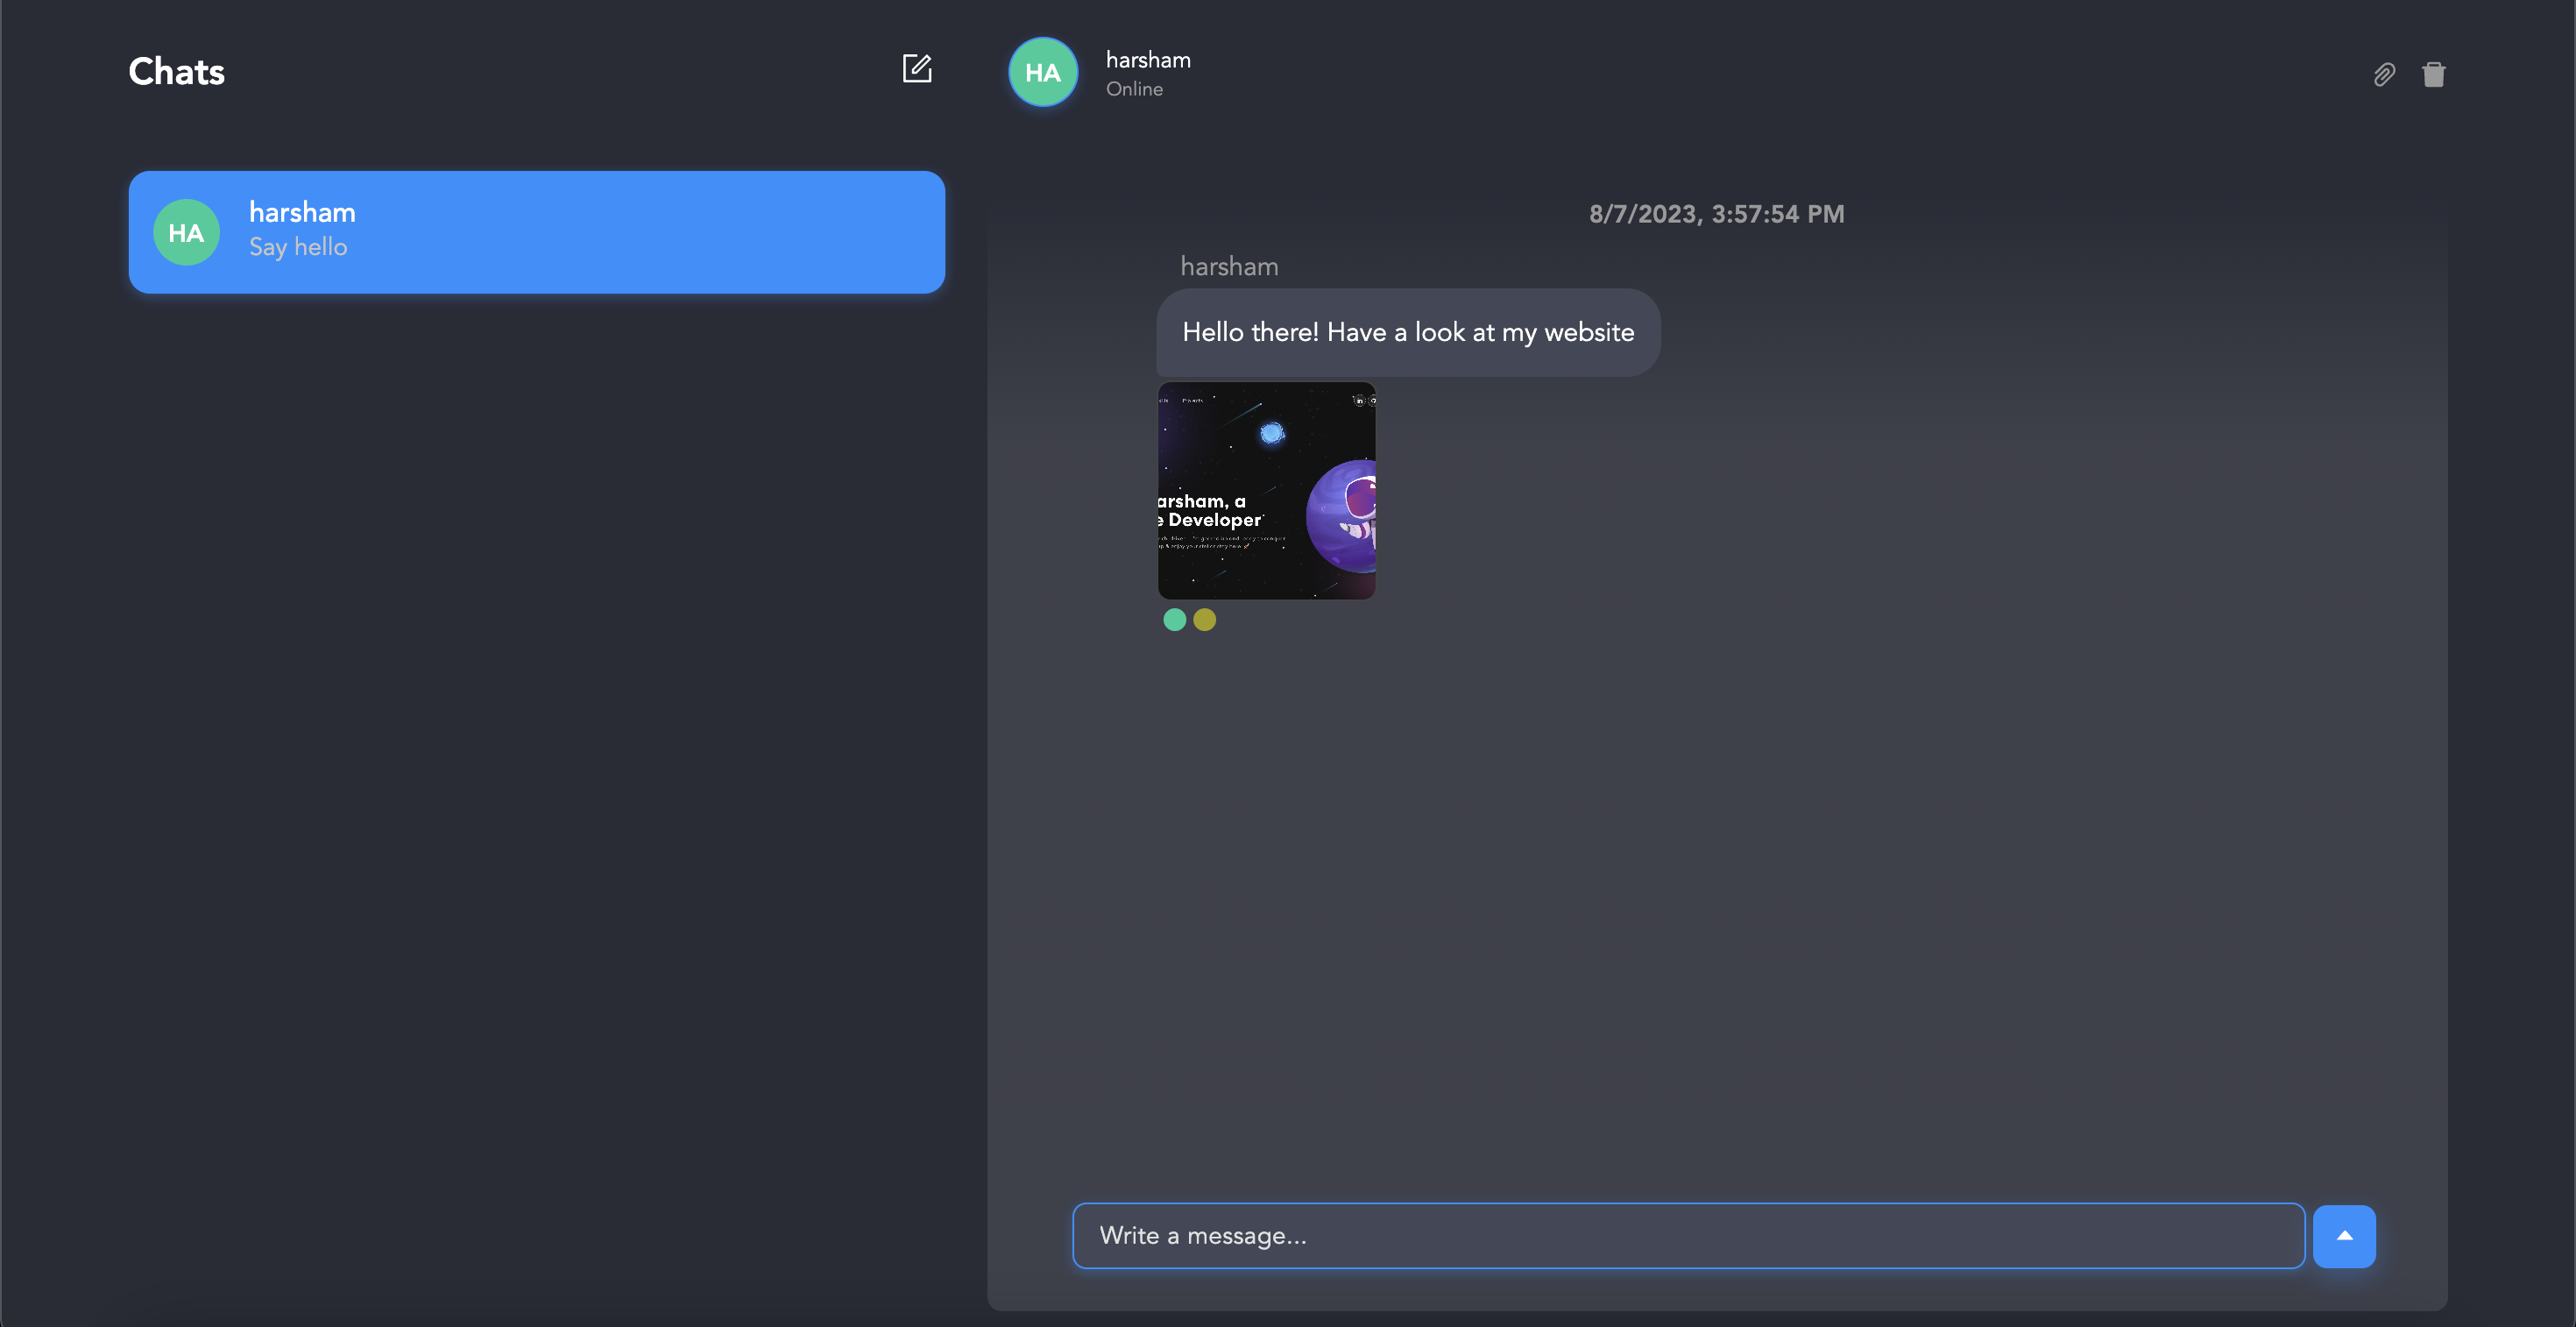 Chats
HA
harsham
Say hello
HA
harsham
Online
8/7/2023, 3:57:54 PM
harsham
Hello there! Have a look at my website
arsham, a
e Developer
Write a message...